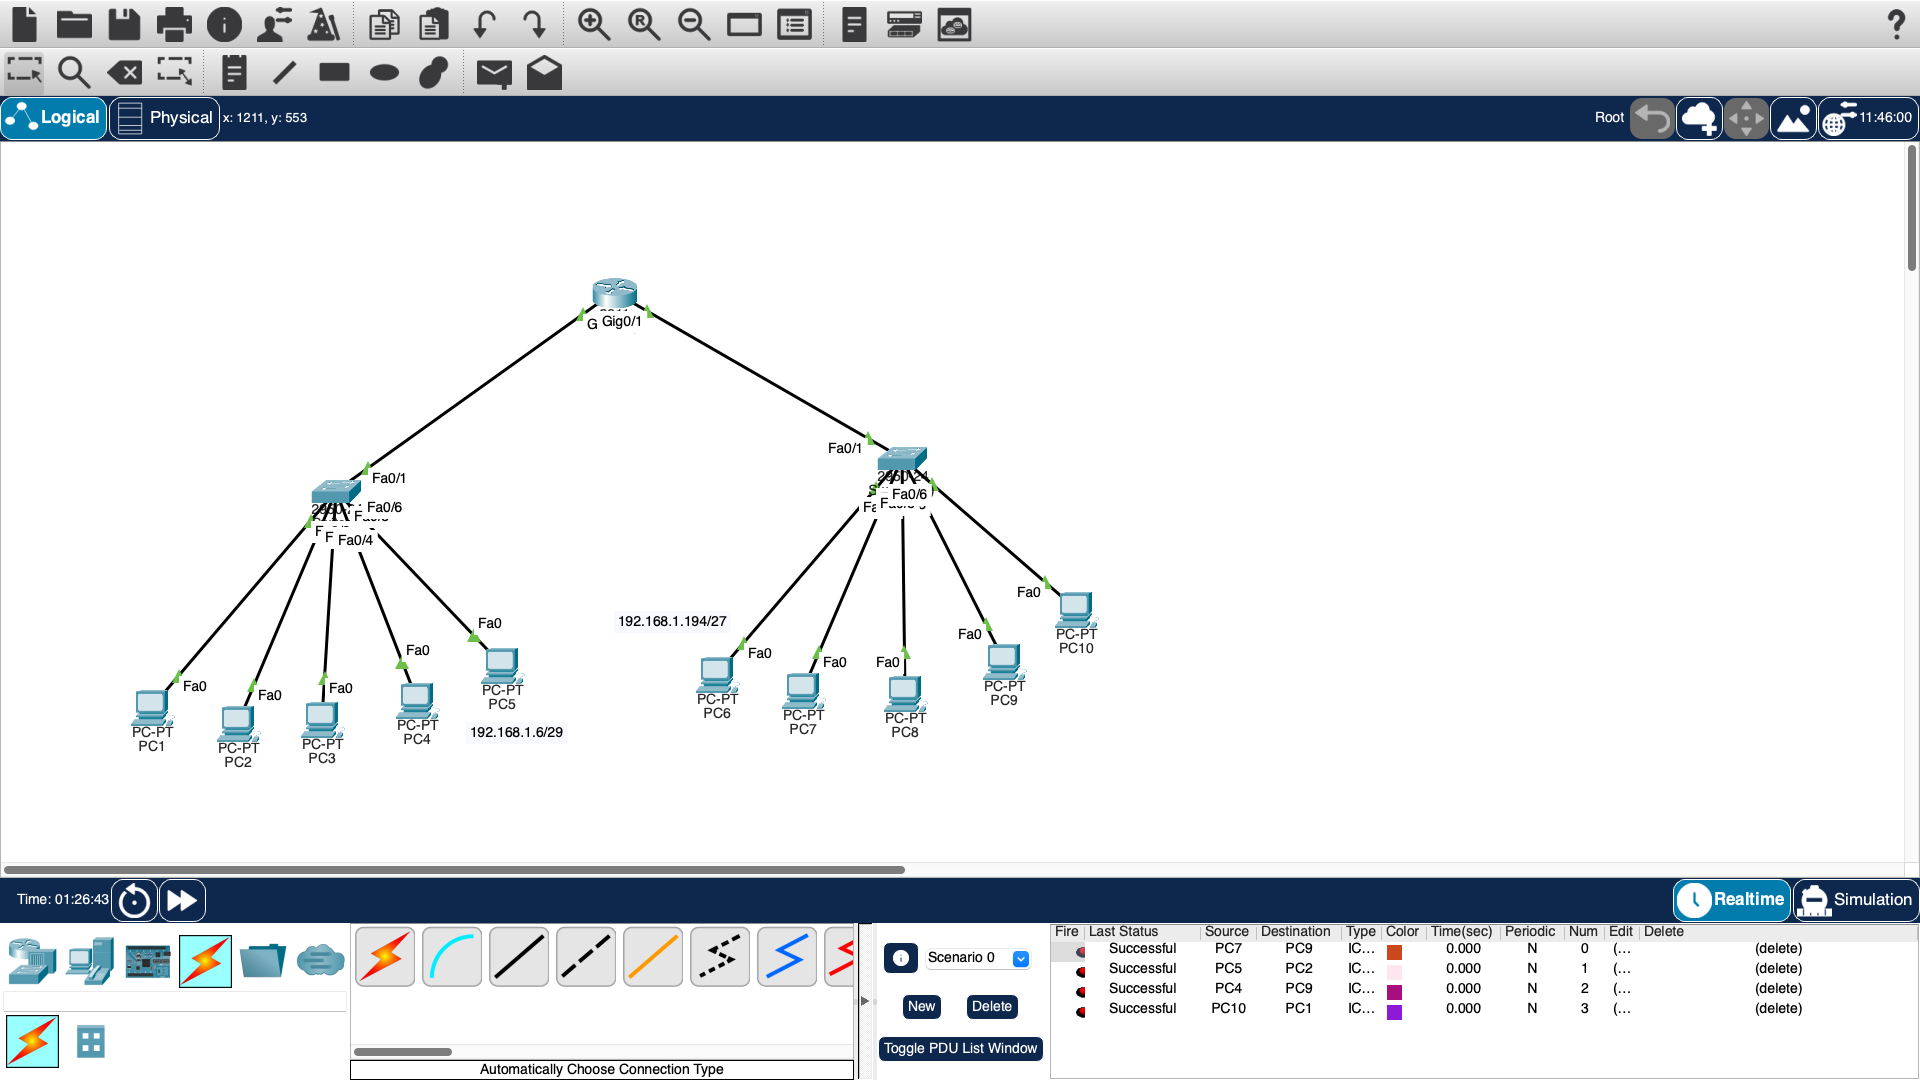 Logical
Physical
x: 1211, y: 553
Root
11:46:00
G Gig0/1
Fa0/1
Fa0/1
Fa0/6
Fa0/6
Fa0/4
Fa0
Fa0
Fa0
Fa0
Fa0
192.168.1.194/27
Fa0
Fa0
Fa0
Fa0
Fa0
PC-PT
PC10
PC-PT
PC9
PC-PT
PC5
PC-PT
PC6
PC-PT
PC7
PC-PT
PC8
PC-PT
PC4
192.168.1.6/29
PC-PT
PC1
PC-PT
PC2
PC-PT
PC3
Time: 01:26:43
Realtime
Simulation
Scenario 0
New
Delete
Toggle PDU List Window
Automatically Choose Connection Type
Fire Last Status Source Destination Type Color Time(sec) Periodic Num Edit Delete
Successful PC7 PC9 IC... 0.000 N 0 (... (delete)
Successful PC5 PC2 IC... 0.000 N 1 (... (delete)
Successful PC4 PC9 IC... 0.000 N 2 (... (delete)
Successful PC10 PC1 IC... 0.000 N 3 (... (delete)